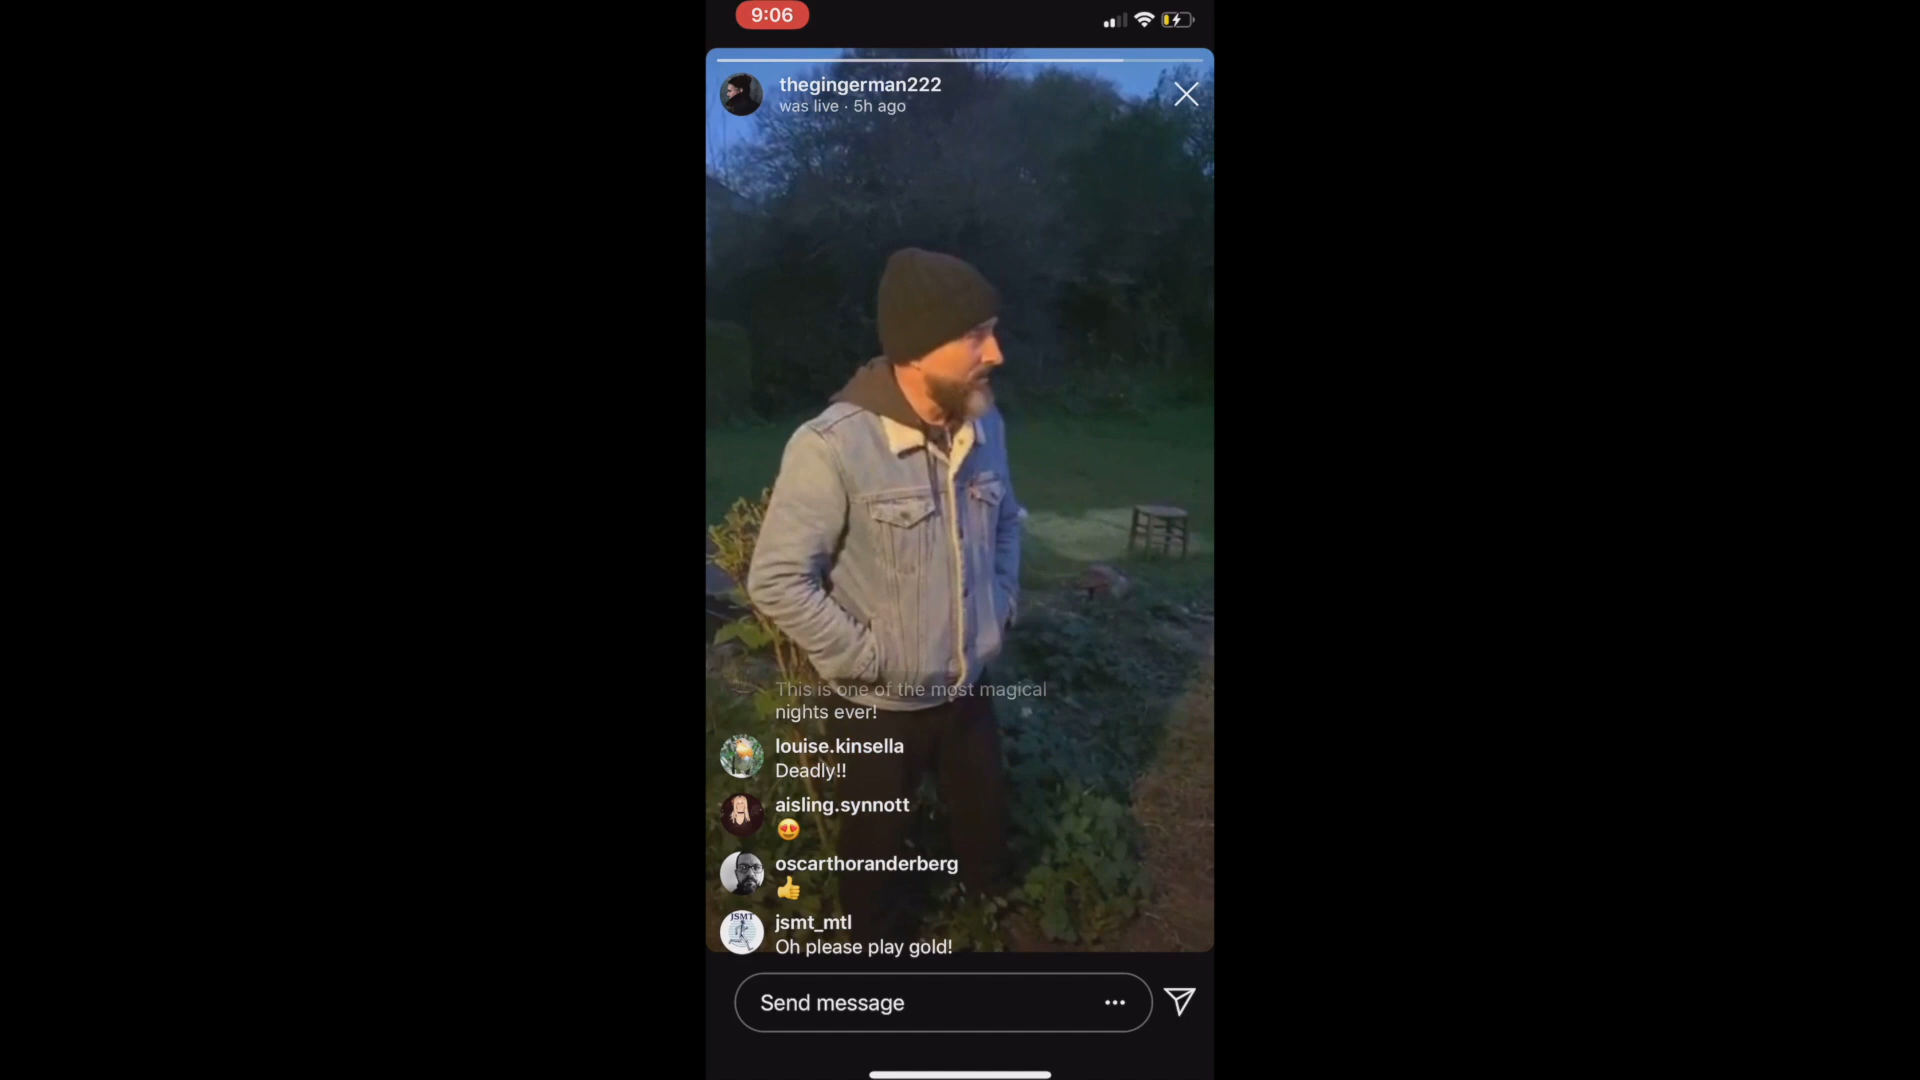 9:06
thegingerman222
was live · 5h ago
This is one of the most magical
nights ever!
louise.kinsella
Deadly!!
aisling.synnott
😍
oscarthoranderberg
👍
JSMT
jsmt_mtl
Oh please play gold!
Send message